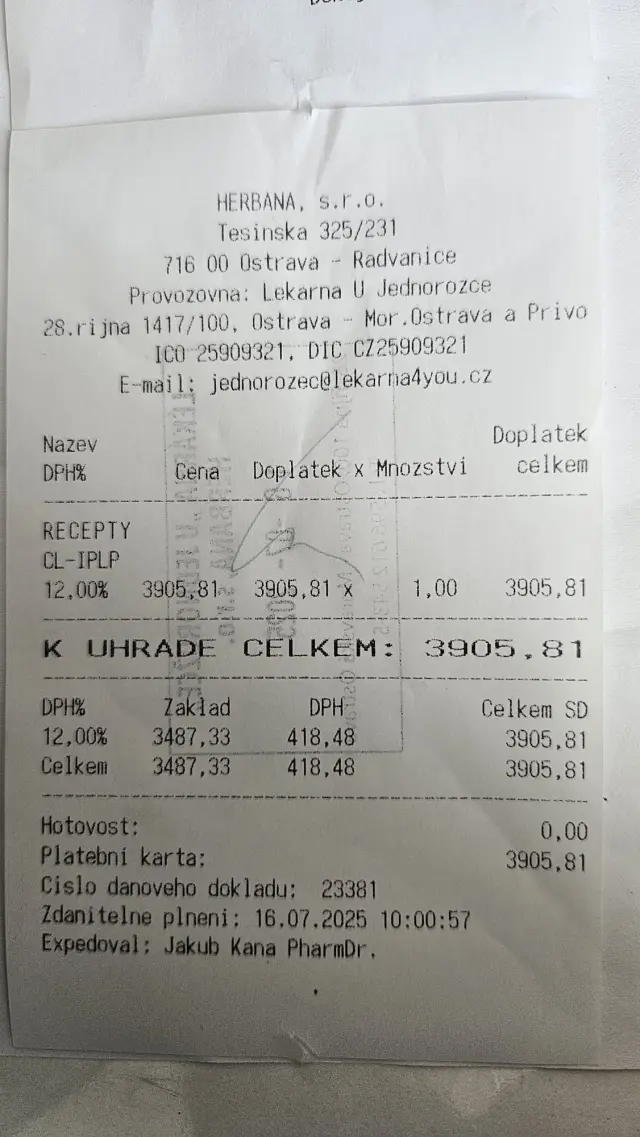 HERBANA, s.r.o.
Tesinska 325/231
716 00 Ostrava - Radvanice
Provozovna: Lekarna U Jednorozce
28.rijna 1417/100, Ostrava - Mor.Ostrava a Privo
ICO 25909321, DIC CZ25909321
E-mail: jednorozec@lekarna4you.cz
Nazev Doplatek
DPH% Cena Doplatek x Mnozstvi celkem
RECEPTY
CL-IPLP
12,00% 3905,81 3905,81 x 1,00 3905,81
K UHRADE CELKEM: 3905,81
DPH% Zaklad DPH Celkem SD
12,00% 3487,33 418,48 3905,81
Celkem 3487,33 418,48 3905,81
Hotovost: 0,00
Platebni karta: 3905,81
Cislo danoveho dokladu: 23381
Zdanitelne plneni: 16.07.2025 10:00:57
Expedoval: Jakub Kana PharmDr.